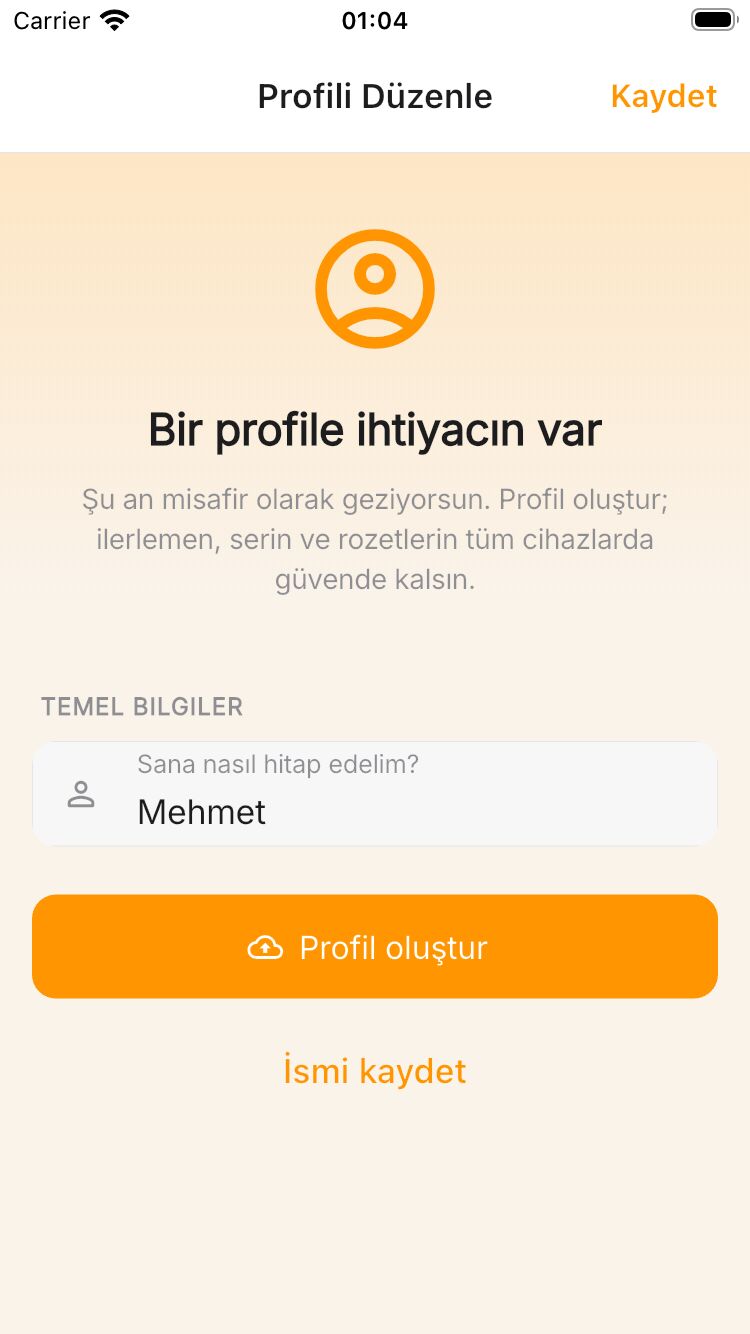 Carrier 01:04
Profili Düzenle Kaydet
Bir profile ihtiyacın var
Şu an misafir olarak geziyorsun. Profil oluştur;
ilerlemen, serin ve rozetlerin tüm cihazlarda
güvende kalsın.
TEMEL BILGILER
Sana nasıl hitap edelim?
Mehmet
Profil oluştur
İsmi kaydet